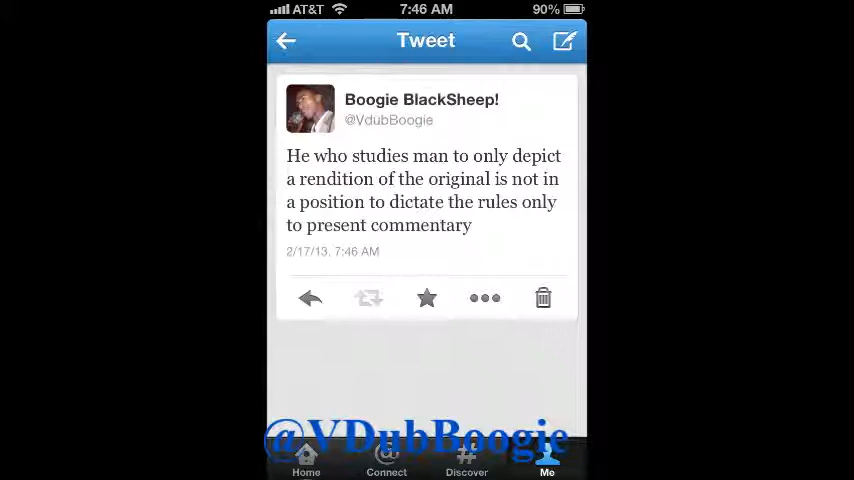 AT&T 7:46 AM 90%
Tweet
Boogie BlackSheep!
@VdubBoogie
He who studies man to only depict
a rendition of the original is not in
a position to dictate the rules only
to present commentary
2/17/13, 7:46 AM
@VDubBoogie
Home Connect Discover Me